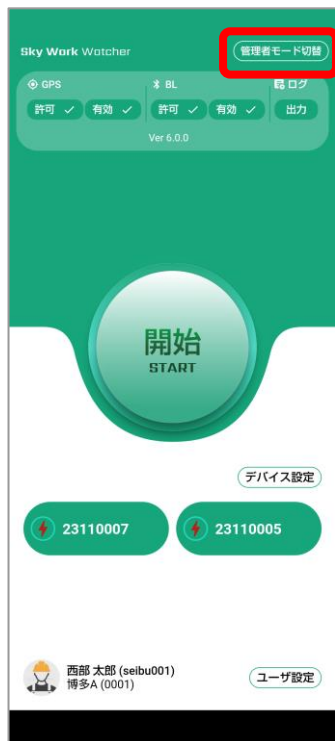 Sky Work Watcher 管理者モード切替
GPS BL ログ
許可 有効 許可 有効 出力
Ver 6.0.0
開始
START
デバイス設定
23110007 23110005
西部 太郎 (seibu001)
博多A (0001)
ユーザ設定